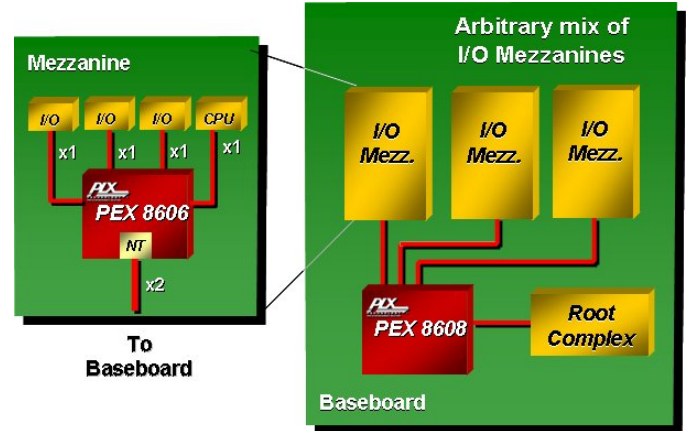 Mezzanine
I/O
I/O
I/O
CPU
x1
x1
x1
x1
PLX
PEX 8606
NT
x2
To
Baseboard
Arbitrary mix of
I/O Mezzanines
I/O
Mezz.
I/O
Mezz.
I/O
Mezz.
PLX
PEX 8608
Root
Complex
Baseboard